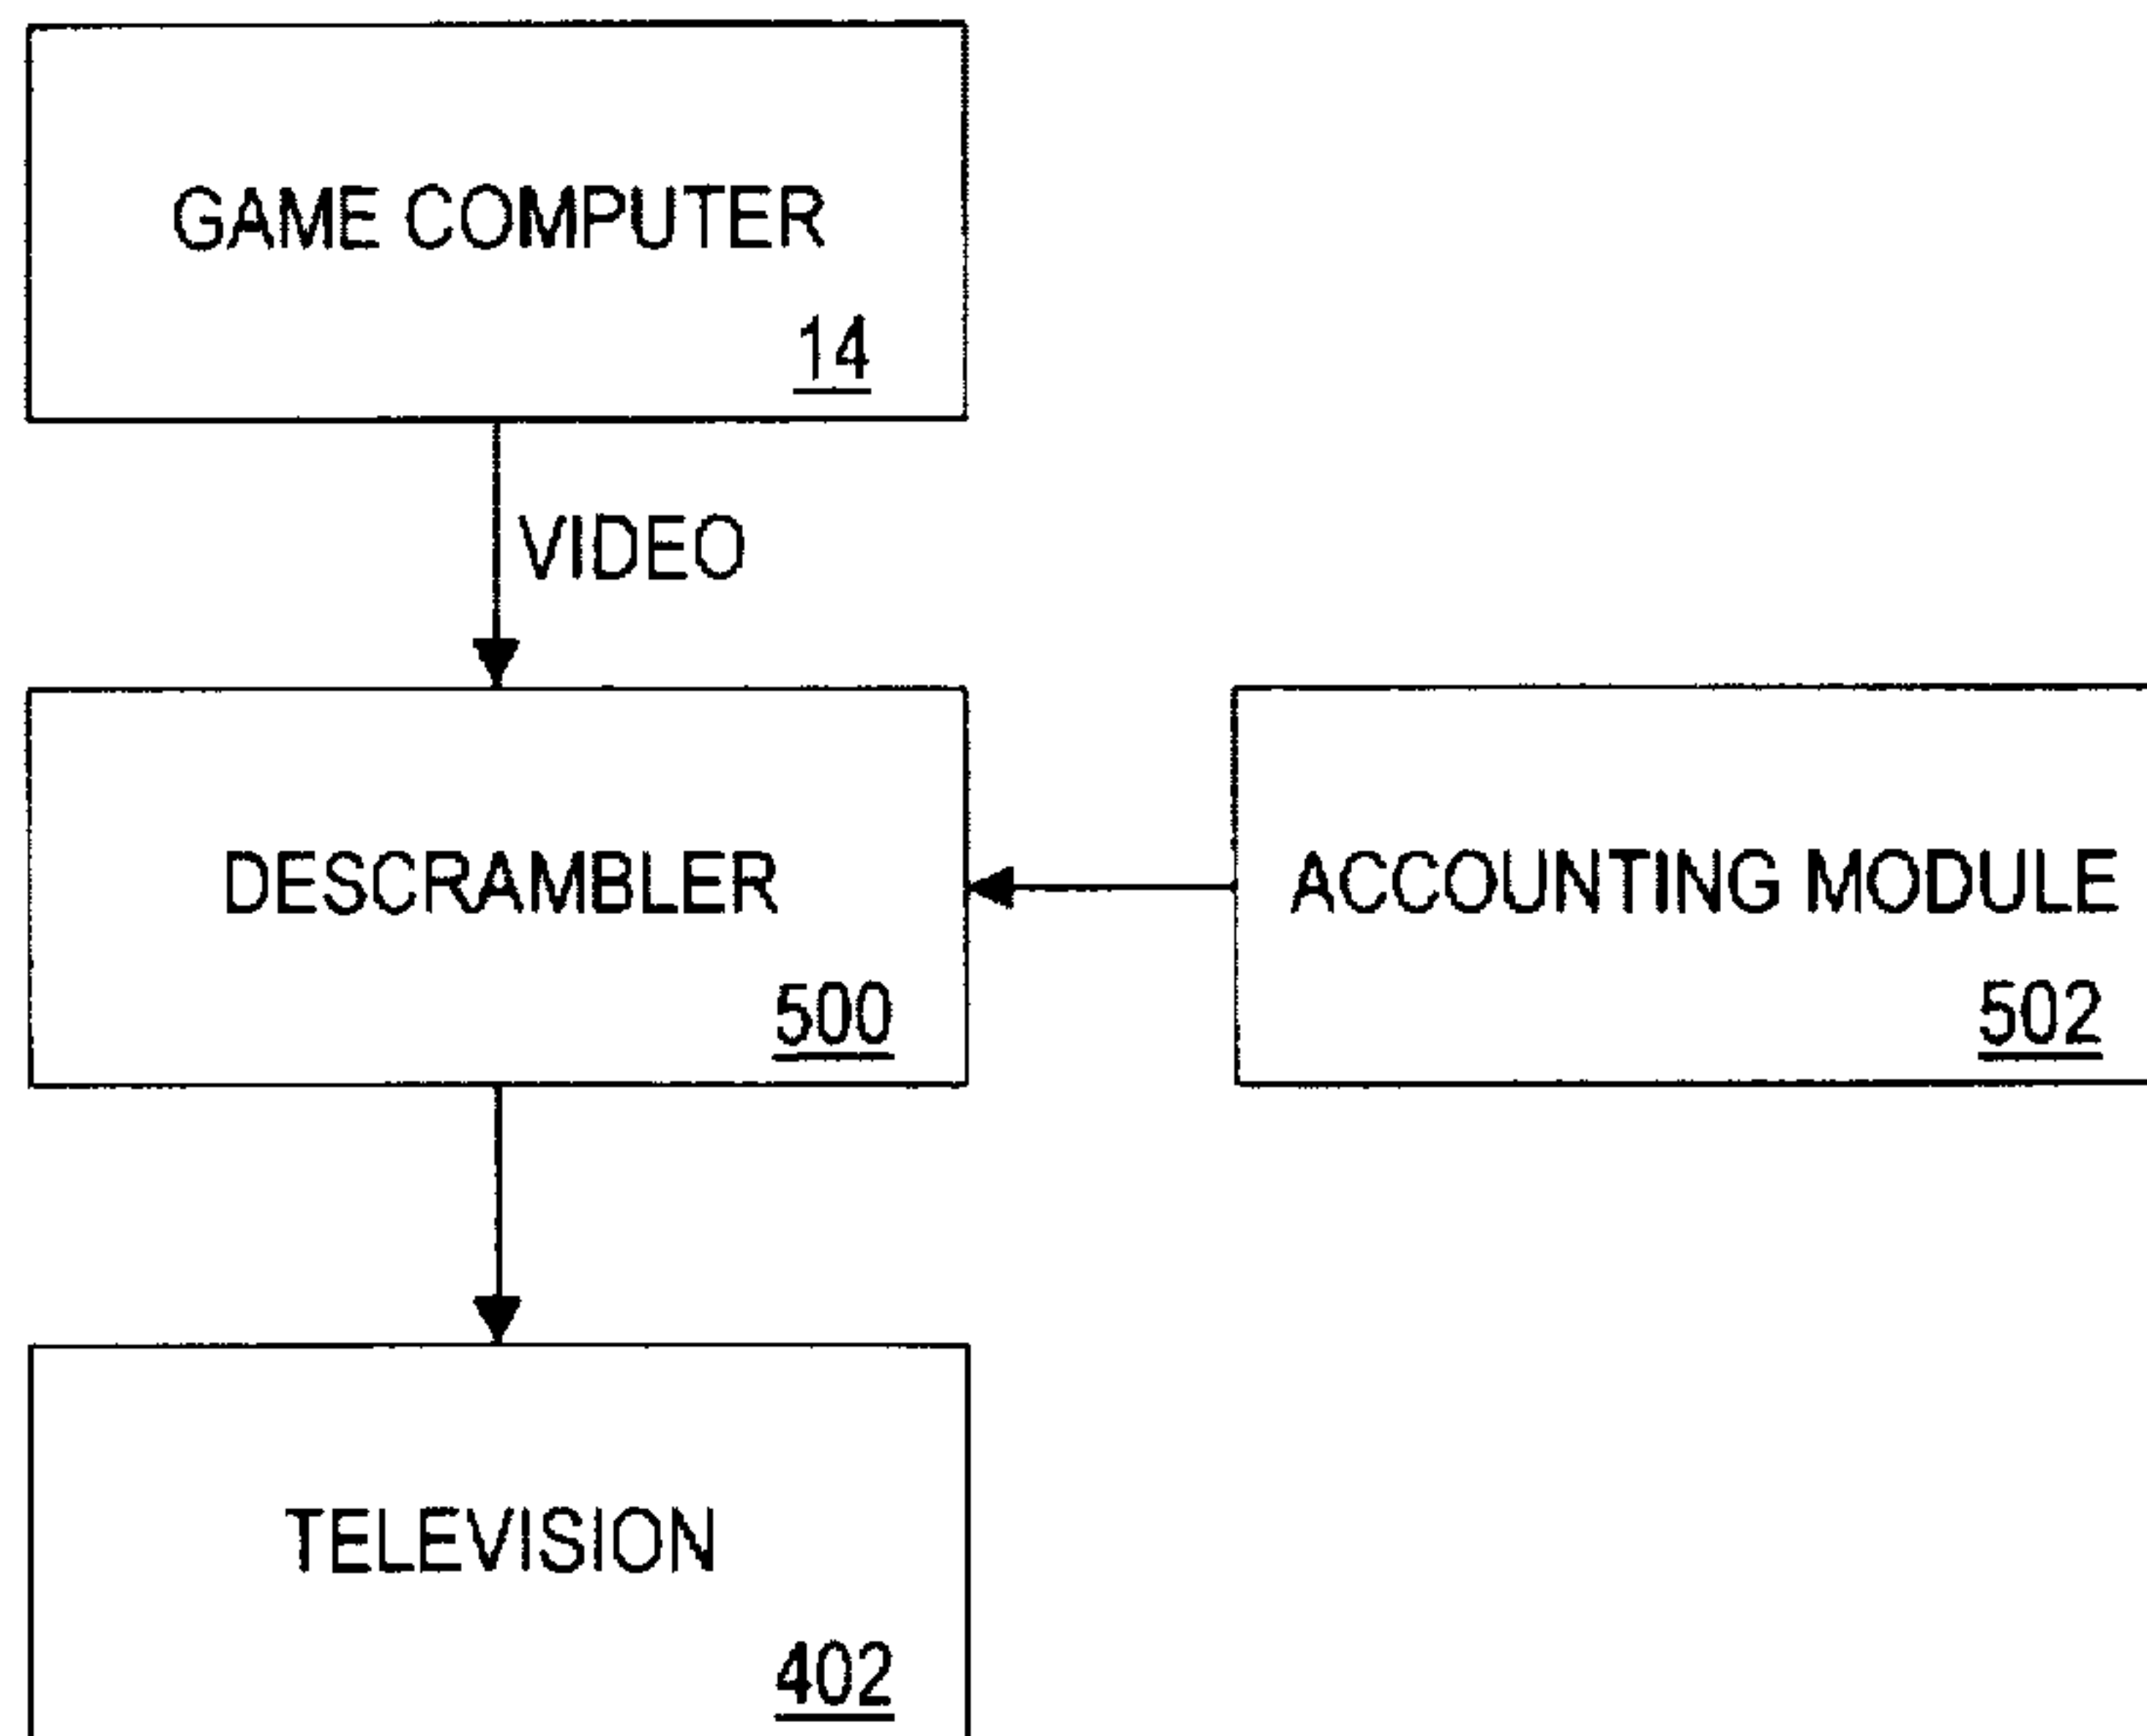 GAME COMPUTER
14
VIDEO
DESCRAMBLER
500
ACCOUNTING MODULE
502
TELEVISION
402